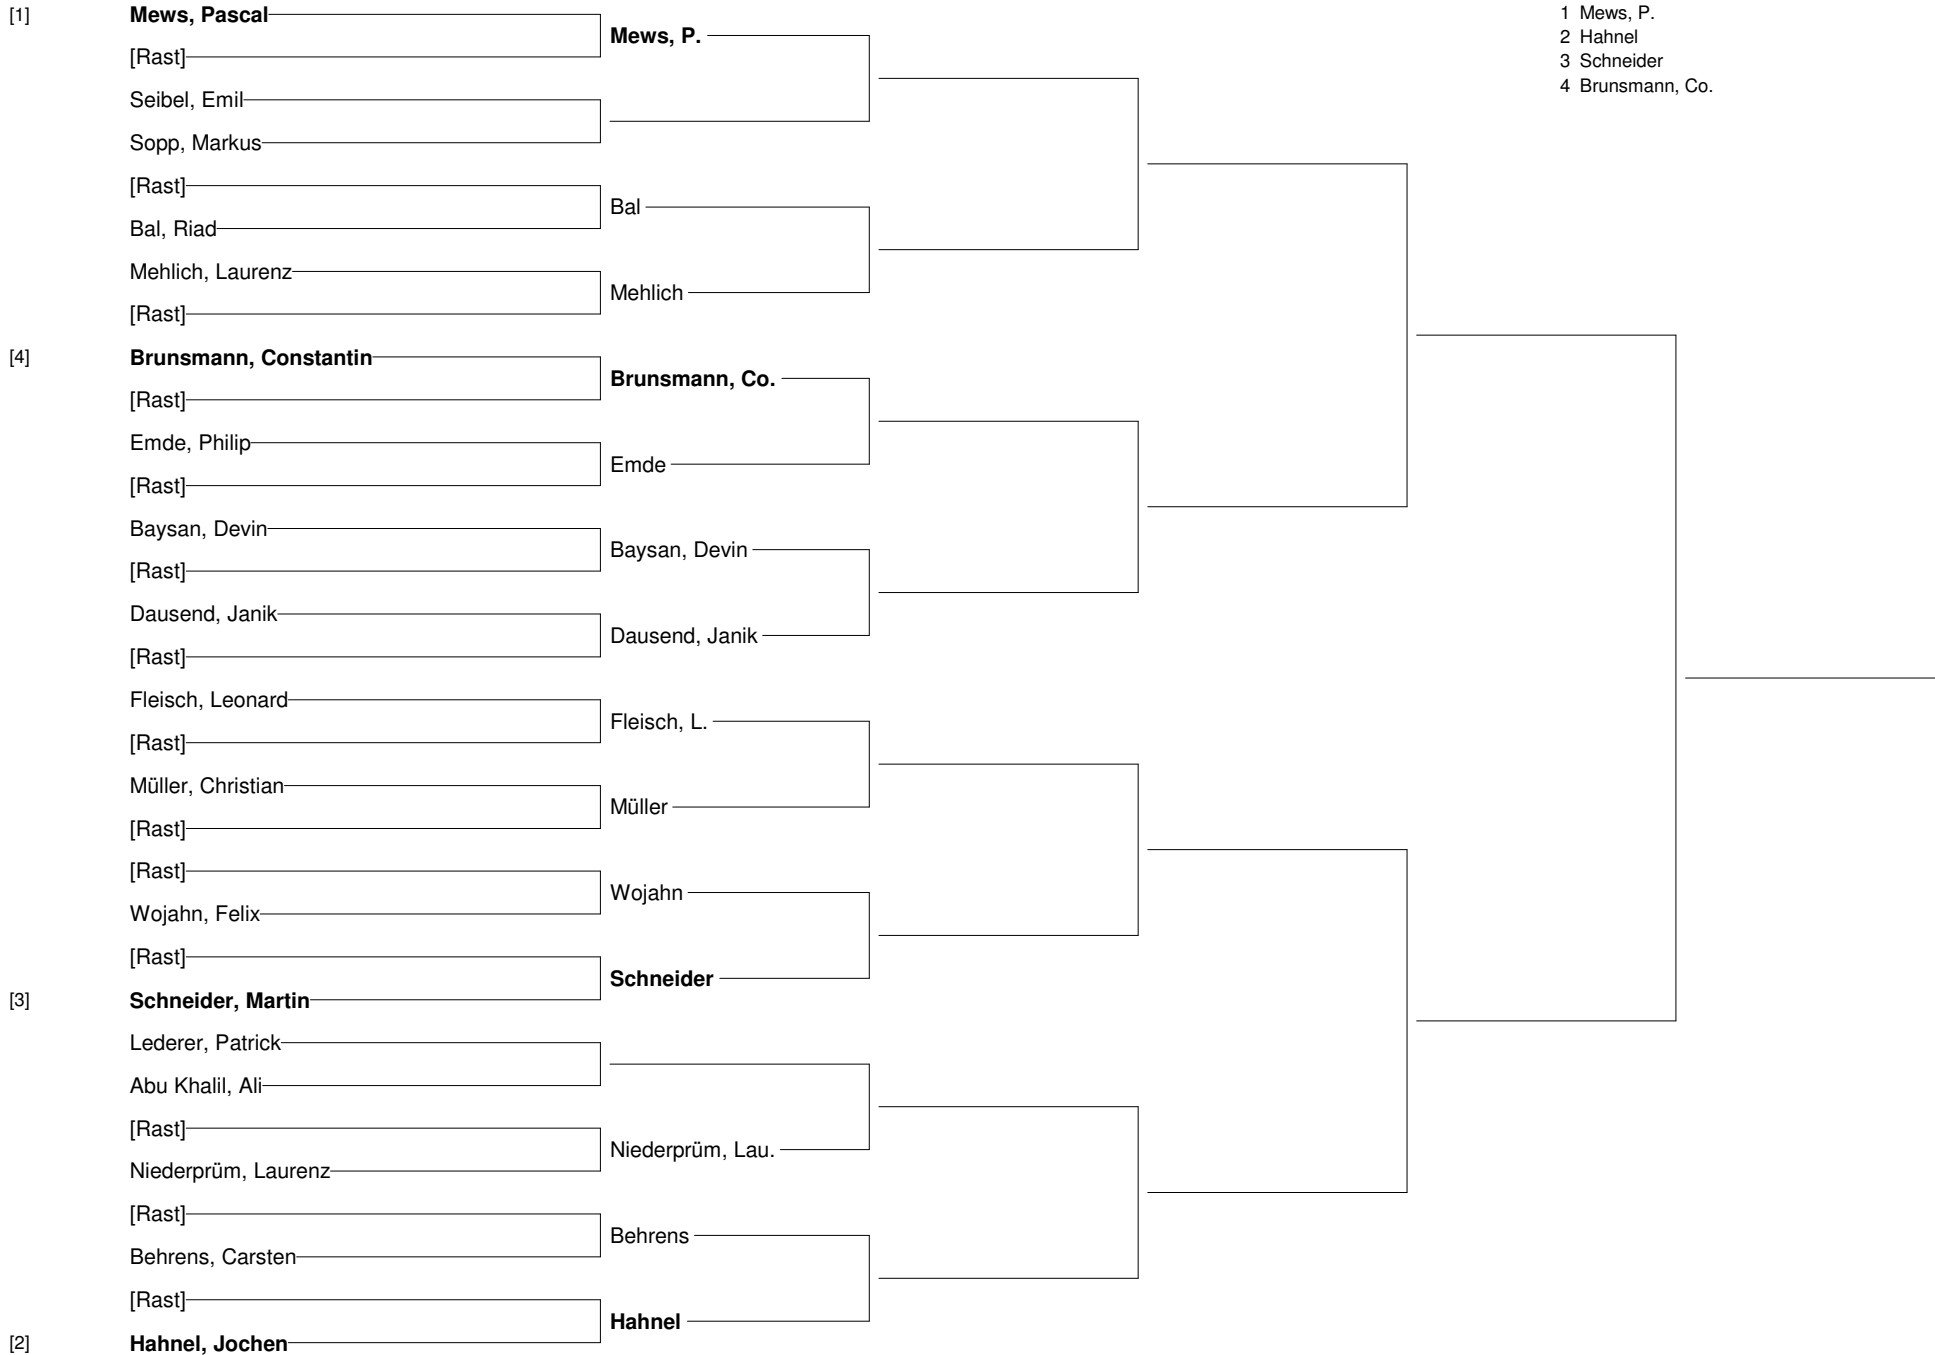 [1] Mews, Pascal
1 Mews, P.
Mews, P.
2 Hahnel
[Rast]
3 Schneider
4 Brunsmann, Co.
Seibel, Emil
Sopp, Markus
[Rast]
Bal
Bal, Riad
Mehlich, Laurenz
Mehlich
[Rast]
[4] Brunsmann, Constantin
Brunsmann, Co.
[Rast]
Emde, Philip
Emde
[Rast]
Baysan, Devin
Baysan, Devin
[Rast]
Dausend, Janik
Dausend, Janik
[Rast]
Fleisch, Leonard
Fleisch, L.
[Rast]
Müller, Christian
Müller
[Rast]
[Rast]
Wojahn
Wojahn, Felix
[Rast]
Schneider
[3] Schneider, Martin
Lederer, Patrick
Abu Khalil, Ali
[Rast]
Niederprüm, Lau.
Niederprüm, Laurenz
[Rast]
Behrens
Behrens, Carsten
[Rast]
Hahnel
[2] Hahnel, Jochen